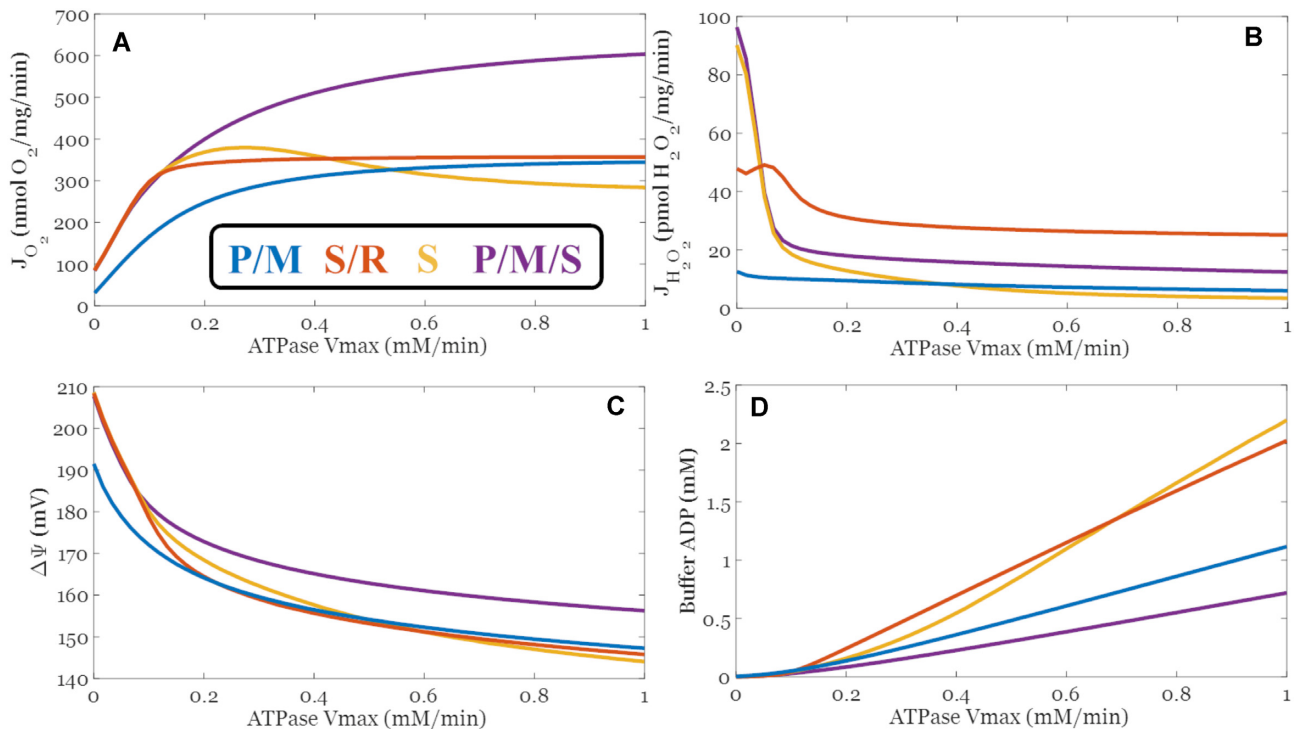 A
J_O₂ (nmol O₂/mg/min)
700
600
500
400
300
200
100
0
P/M S/R S P/M/S
0 0.2 0.4 0.6 0.8 1
ATPase Vmax (mM/min)
B
J_H₂O₂ (pmol H₂O₂/mg/min)
100
80
60
40
20
0
0 0.2 0.4 0.6 0.8 1
ATPase Vmax (mM/min)
C
ΔΨ (mV)
210
200
190
180
170
160
150
140
0 0.2 0.4 0.6 0.8 1
ATPase Vmax (mM/min)
D
Buffer ADP (mM)
2.5
2
1.5
1
0.5
0
0 0.2 0.4 0.6 0.8 1
ATPase Vmax (mM/min)